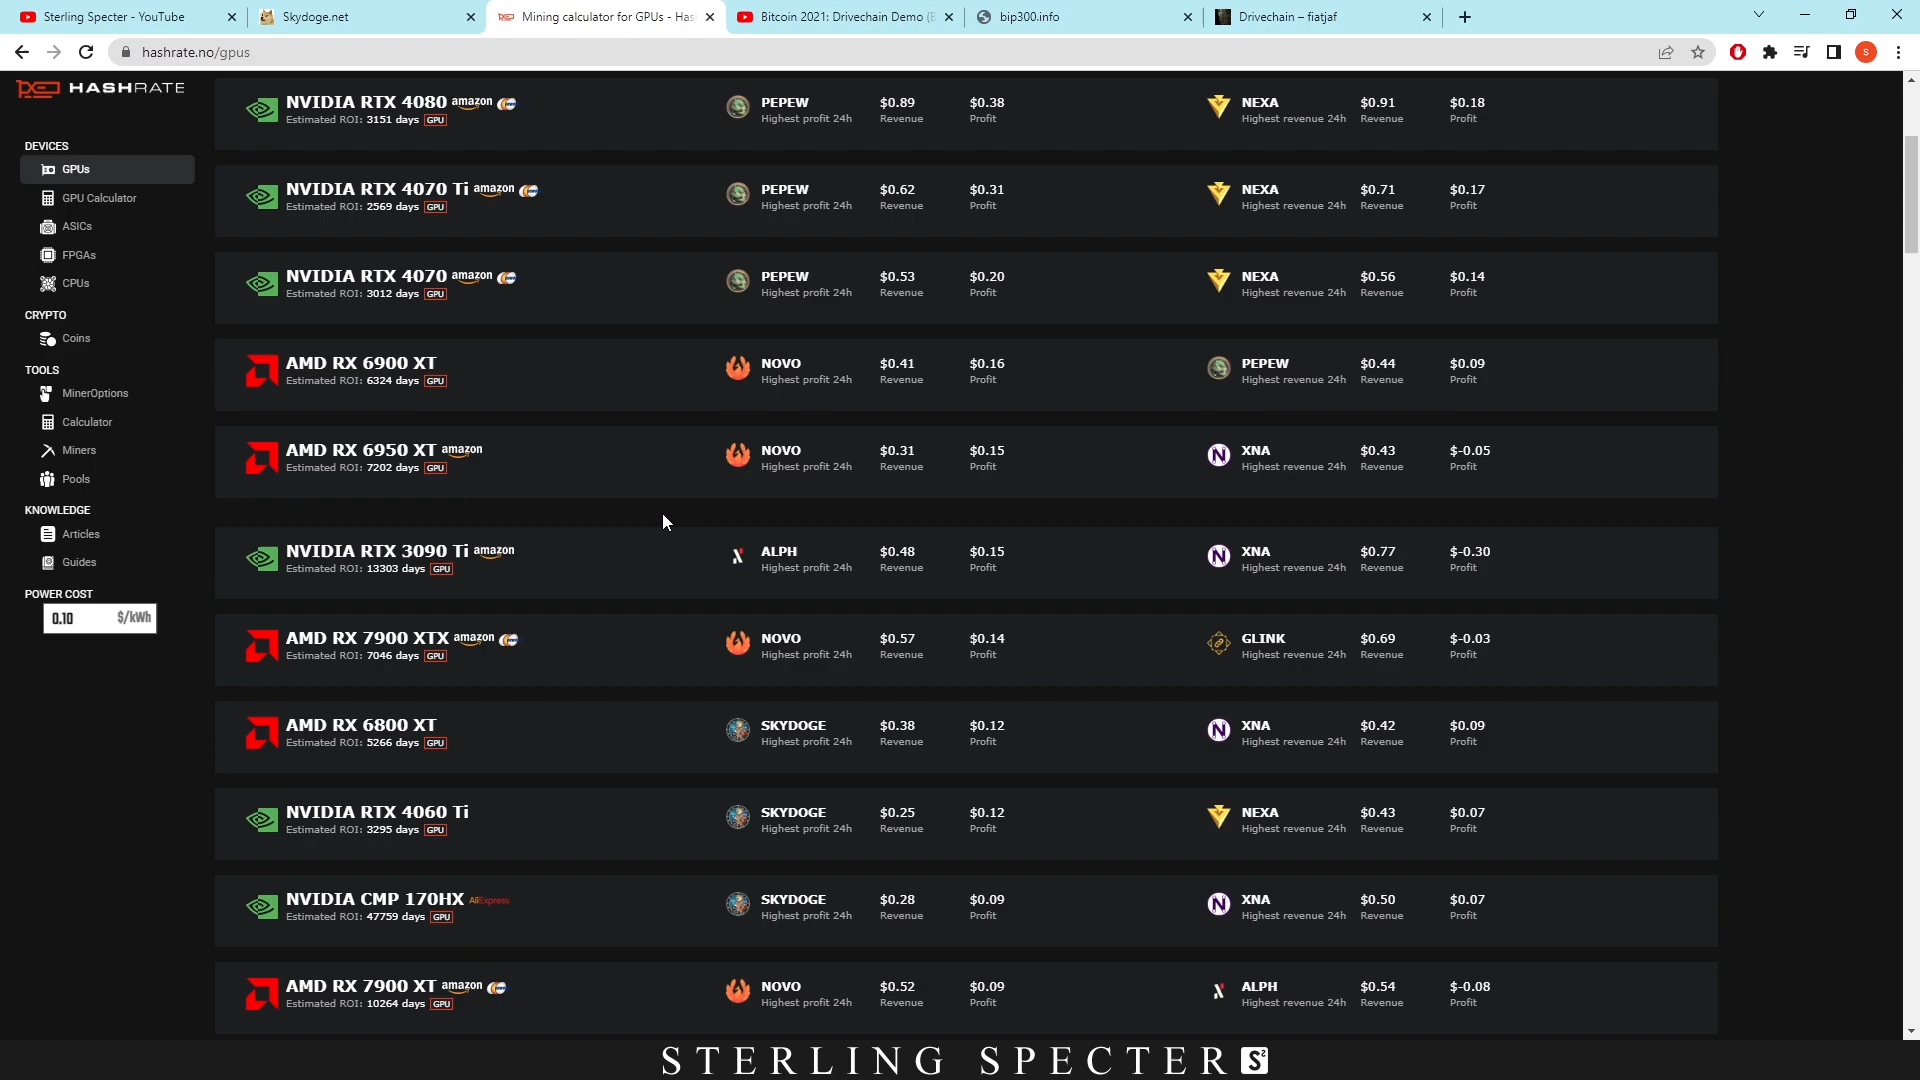 Sterling Specter - YouTube
Skydoge.net
Mining calculator for GPUs - Has
Bitcoin 2021: Drivechain Demo (B
bip300.info
Drivechain – fiatjaf
hashrate.no/gpus
S
HASHRATE
DEVICES
GPUs
GPU Calculator
ASICs
FPGAs
CPUs
CRYPTO
Coins
TOOLS
MinerOptions
Calculator
Miners
Pools
KNOWLEDGE
Articles
Guides
POWER COST
0.10 $/kWh
NVIDIA RTX 4080 amazon
Estimated ROI: 3151 days GPU
PEPEW $0.89 $0.38
Highest profit 24h Revenue Profit
NEXA $0.91 $0.18
Highest revenue 24h Revenue Profit
NVIDIA RTX 4070 Ti amazon
Estimated ROI: 2569 days GPU
PEPEW $0.62 $0.31
Highest profit 24h Revenue Profit
NEXA $0.71 $0.17
Highest revenue 24h Revenue Profit
NVIDIA RTX 4070 amazon
Estimated ROI: 3012 days GPU
PEPEW $0.53 $0.20
Highest profit 24h Revenue Profit
NEXA $0.56 $0.14
Highest revenue 24h Revenue Profit
AMD RX 6900 XT
Estimated ROI: 6324 days GPU
NOVO $0.41 $0.16
Highest profit 24h Revenue Profit
PEPEW $0.44 $0.09
Highest revenue 24h Revenue Profit
AMD RX 6950 XT amazon
Estimated ROI: 7202 days GPU
NOVO $0.31 $0.15
Highest profit 24h Revenue Profit
XNA $0.43 $-0.05
Highest revenue 24h Revenue Profit
NVIDIA RTX 3090 Ti amazon
Estimated ROI: 13303 days GPU
ALPH $0.48 $0.15
Highest profit 24h Revenue Profit
XNA $0.77 $-0.30
Highest revenue 24h Revenue Profit
AMD RX 7900 XTX amazon
Estimated ROI: 7046 days GPU
NOVO $0.57 $0.14
Highest profit 24h Revenue Profit
GLINK $0.69 $-0.03
Highest revenue 24h Revenue Profit
AMD RX 6800 XT
Estimated ROI: 5266 days GPU
SKYDOGE $0.38 $0.12
Highest profit 24h Revenue Profit
XNA $0.42 $0.09
Highest revenue 24h Revenue Profit
NVIDIA RTX 4060 Ti
Estimated ROI: 3295 days GPU
SKYDOGE $0.25 $0.12
Highest profit 24h Revenue Profit
NEXA $0.43 $0.07
Highest revenue 24h Revenue Profit
NVIDIA CMP 170HX AliExpress
Estimated ROI: 47759 days GPU
SKYDOGE $0.28 $0.09
Highest profit 24h Revenue Profit
XNA $0.50 $0.07
Highest revenue 24h Revenue Profit
AMD RX 7900 XT amazon
Estimated ROI: 10264 days GPU
NOVO $0.52 $0.09
Highest profit 24h Revenue Profit
ALPH $0.54 $-0.08
Highest revenue 24h Revenue Profit
STERLING SPECTER S²